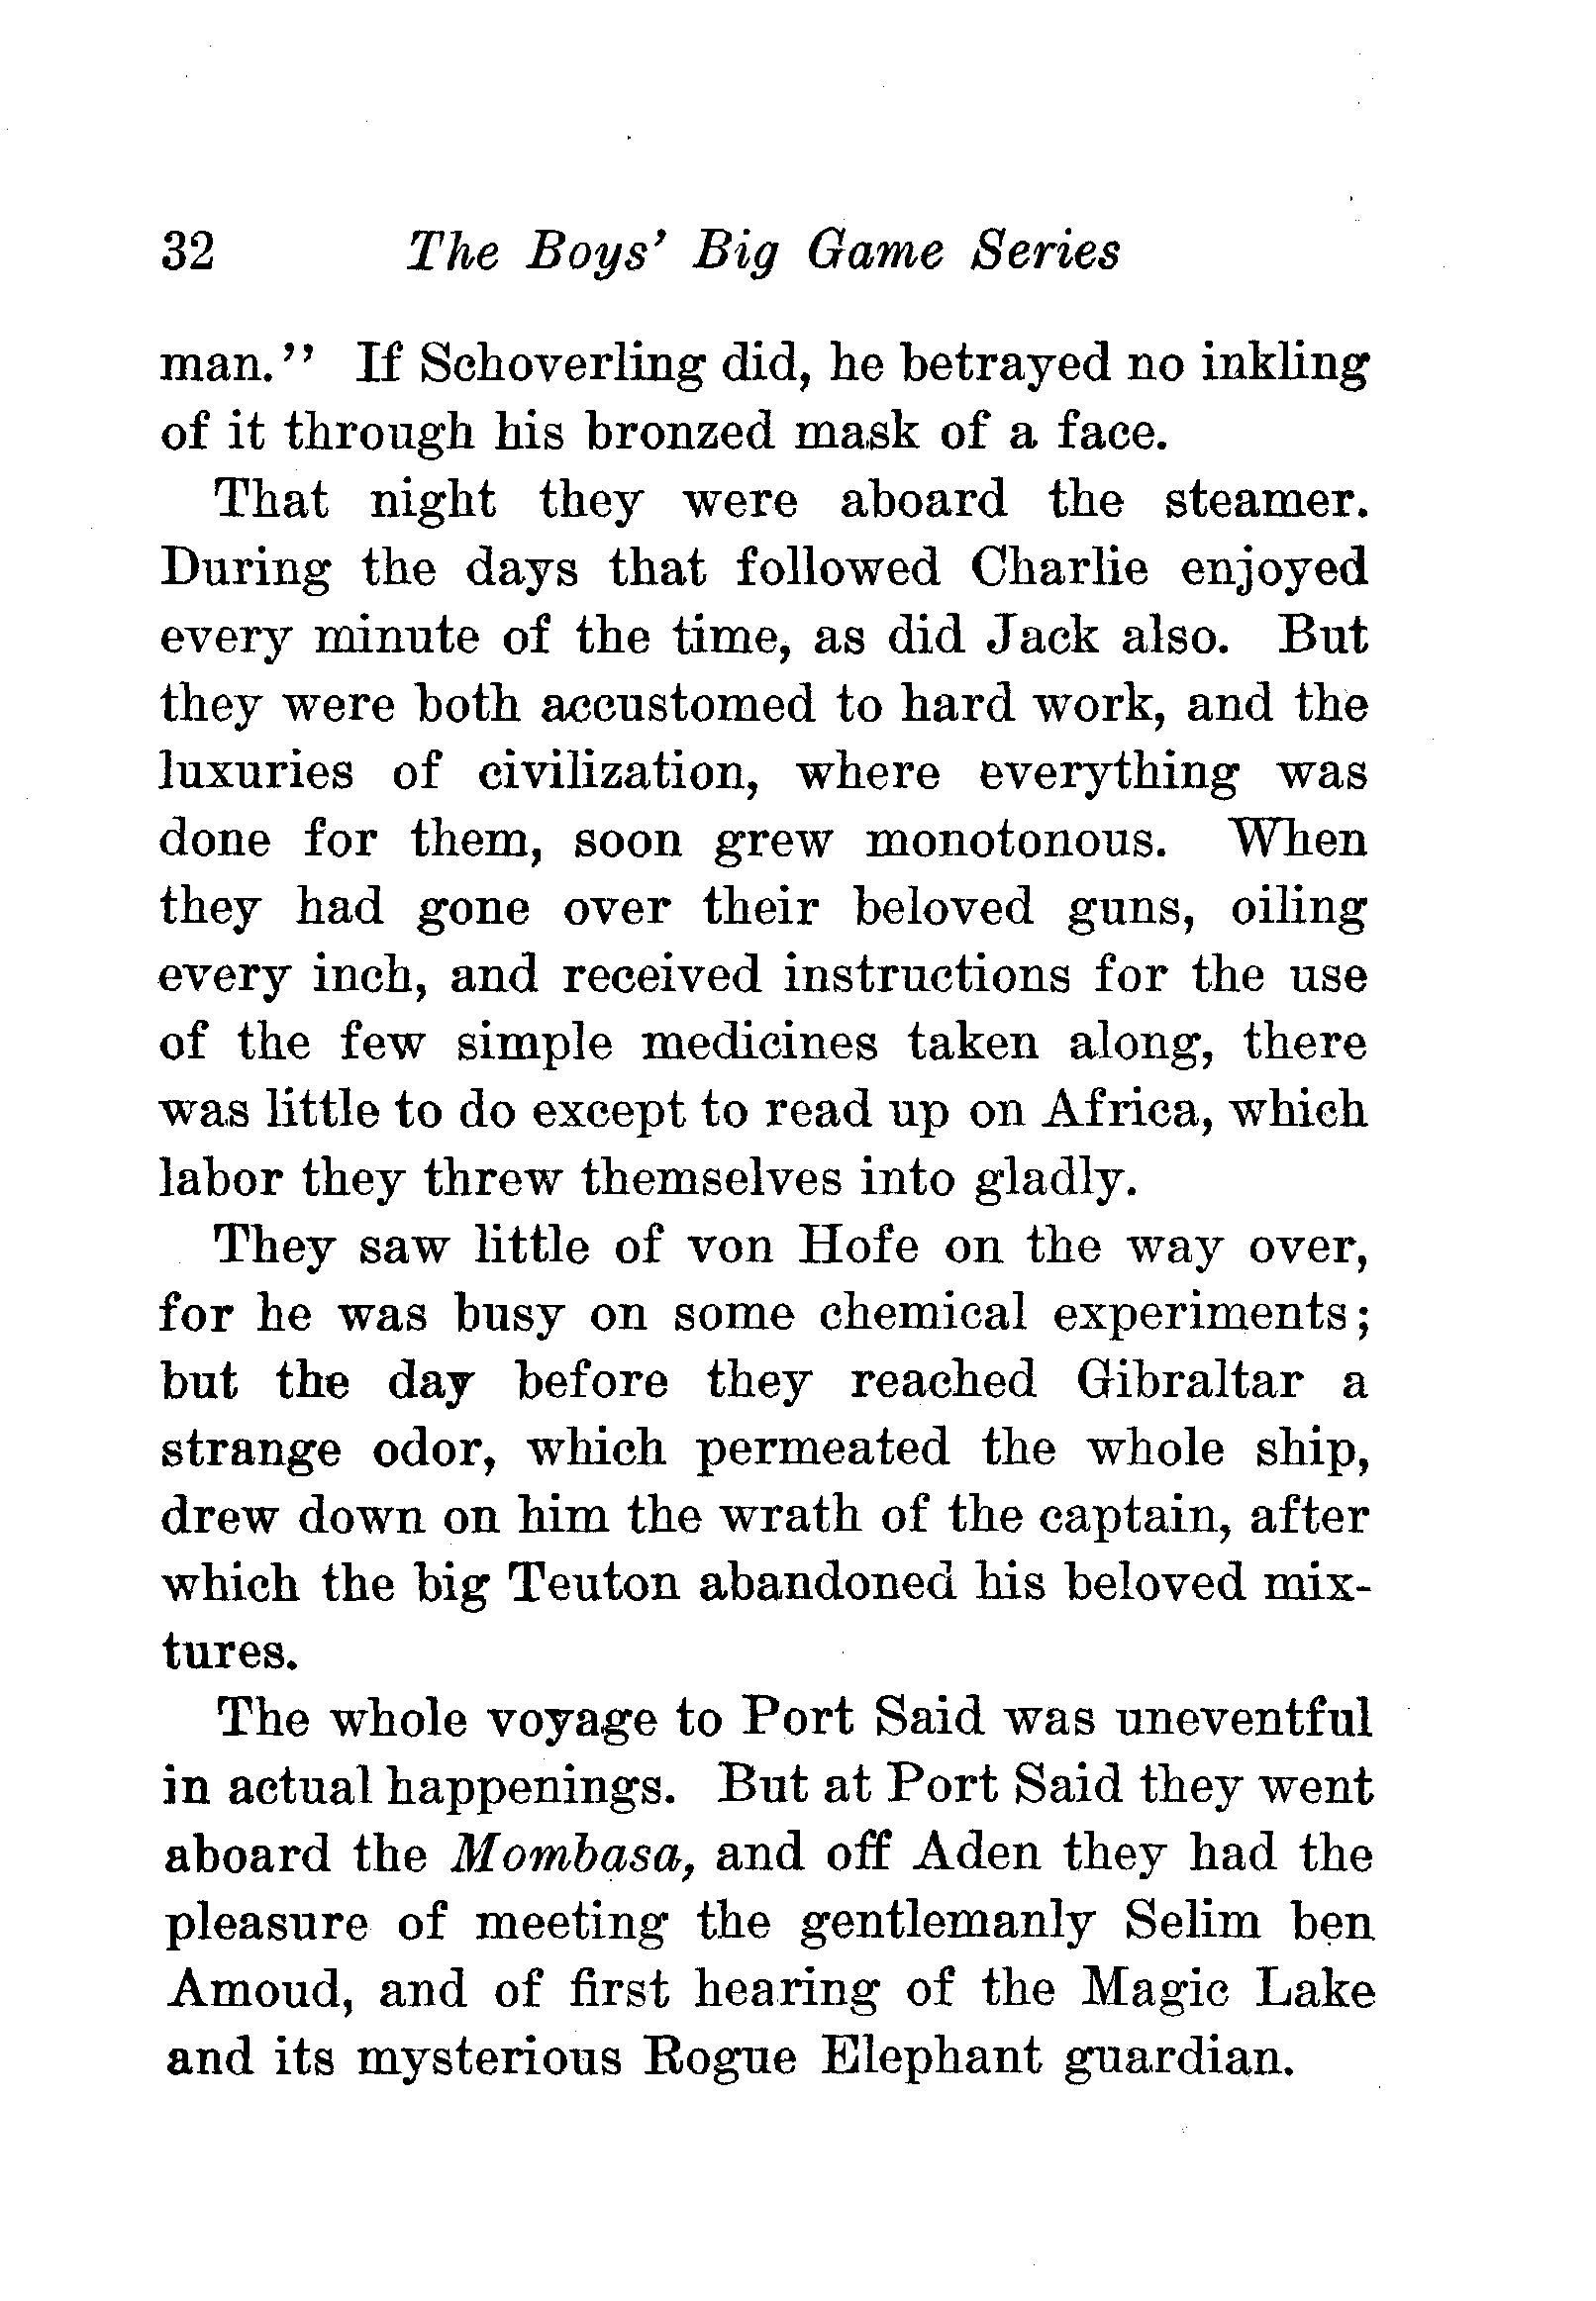 32 The Boys' Big Game Series
man." If Schoverling did, he betrayed no inkling
of it through his bronzed mask of a face.
That night they were aboard the steamer.
During the days that followed Charlie enjoyed
every minute of the time, as did Jack also. But
they were both accustomed to hard work, and the
luxuries of civilization, where everything was
done for them, soon grew monotonous. When
they had gone over their beloved guns, oiling
every inch, and received instructions for the use
of the few simple medicines taken along, there
was little to do except to read up on Africa, which
labor they threw themselves into gladly.
They saw little of von Hofe on the way over,
for he was busy on some chemical experiments;
but the day before they reached Gibraltar a
strange odor, which permeated the whole ship,
drew down on him the wrath of the captain, after
which the big Teuton abandoned his beloved mix-
tures.
The whole voyage to Port Said was uneventful
in actual happenings. But at Port Said they went
aboard the Mombasa, and off Aden they had the
pleasure of meeting the gentlemanly Selim ben
Amoud, and of first hearing of the Magic Lake
and its mysterious Rogue Elephant guardian.